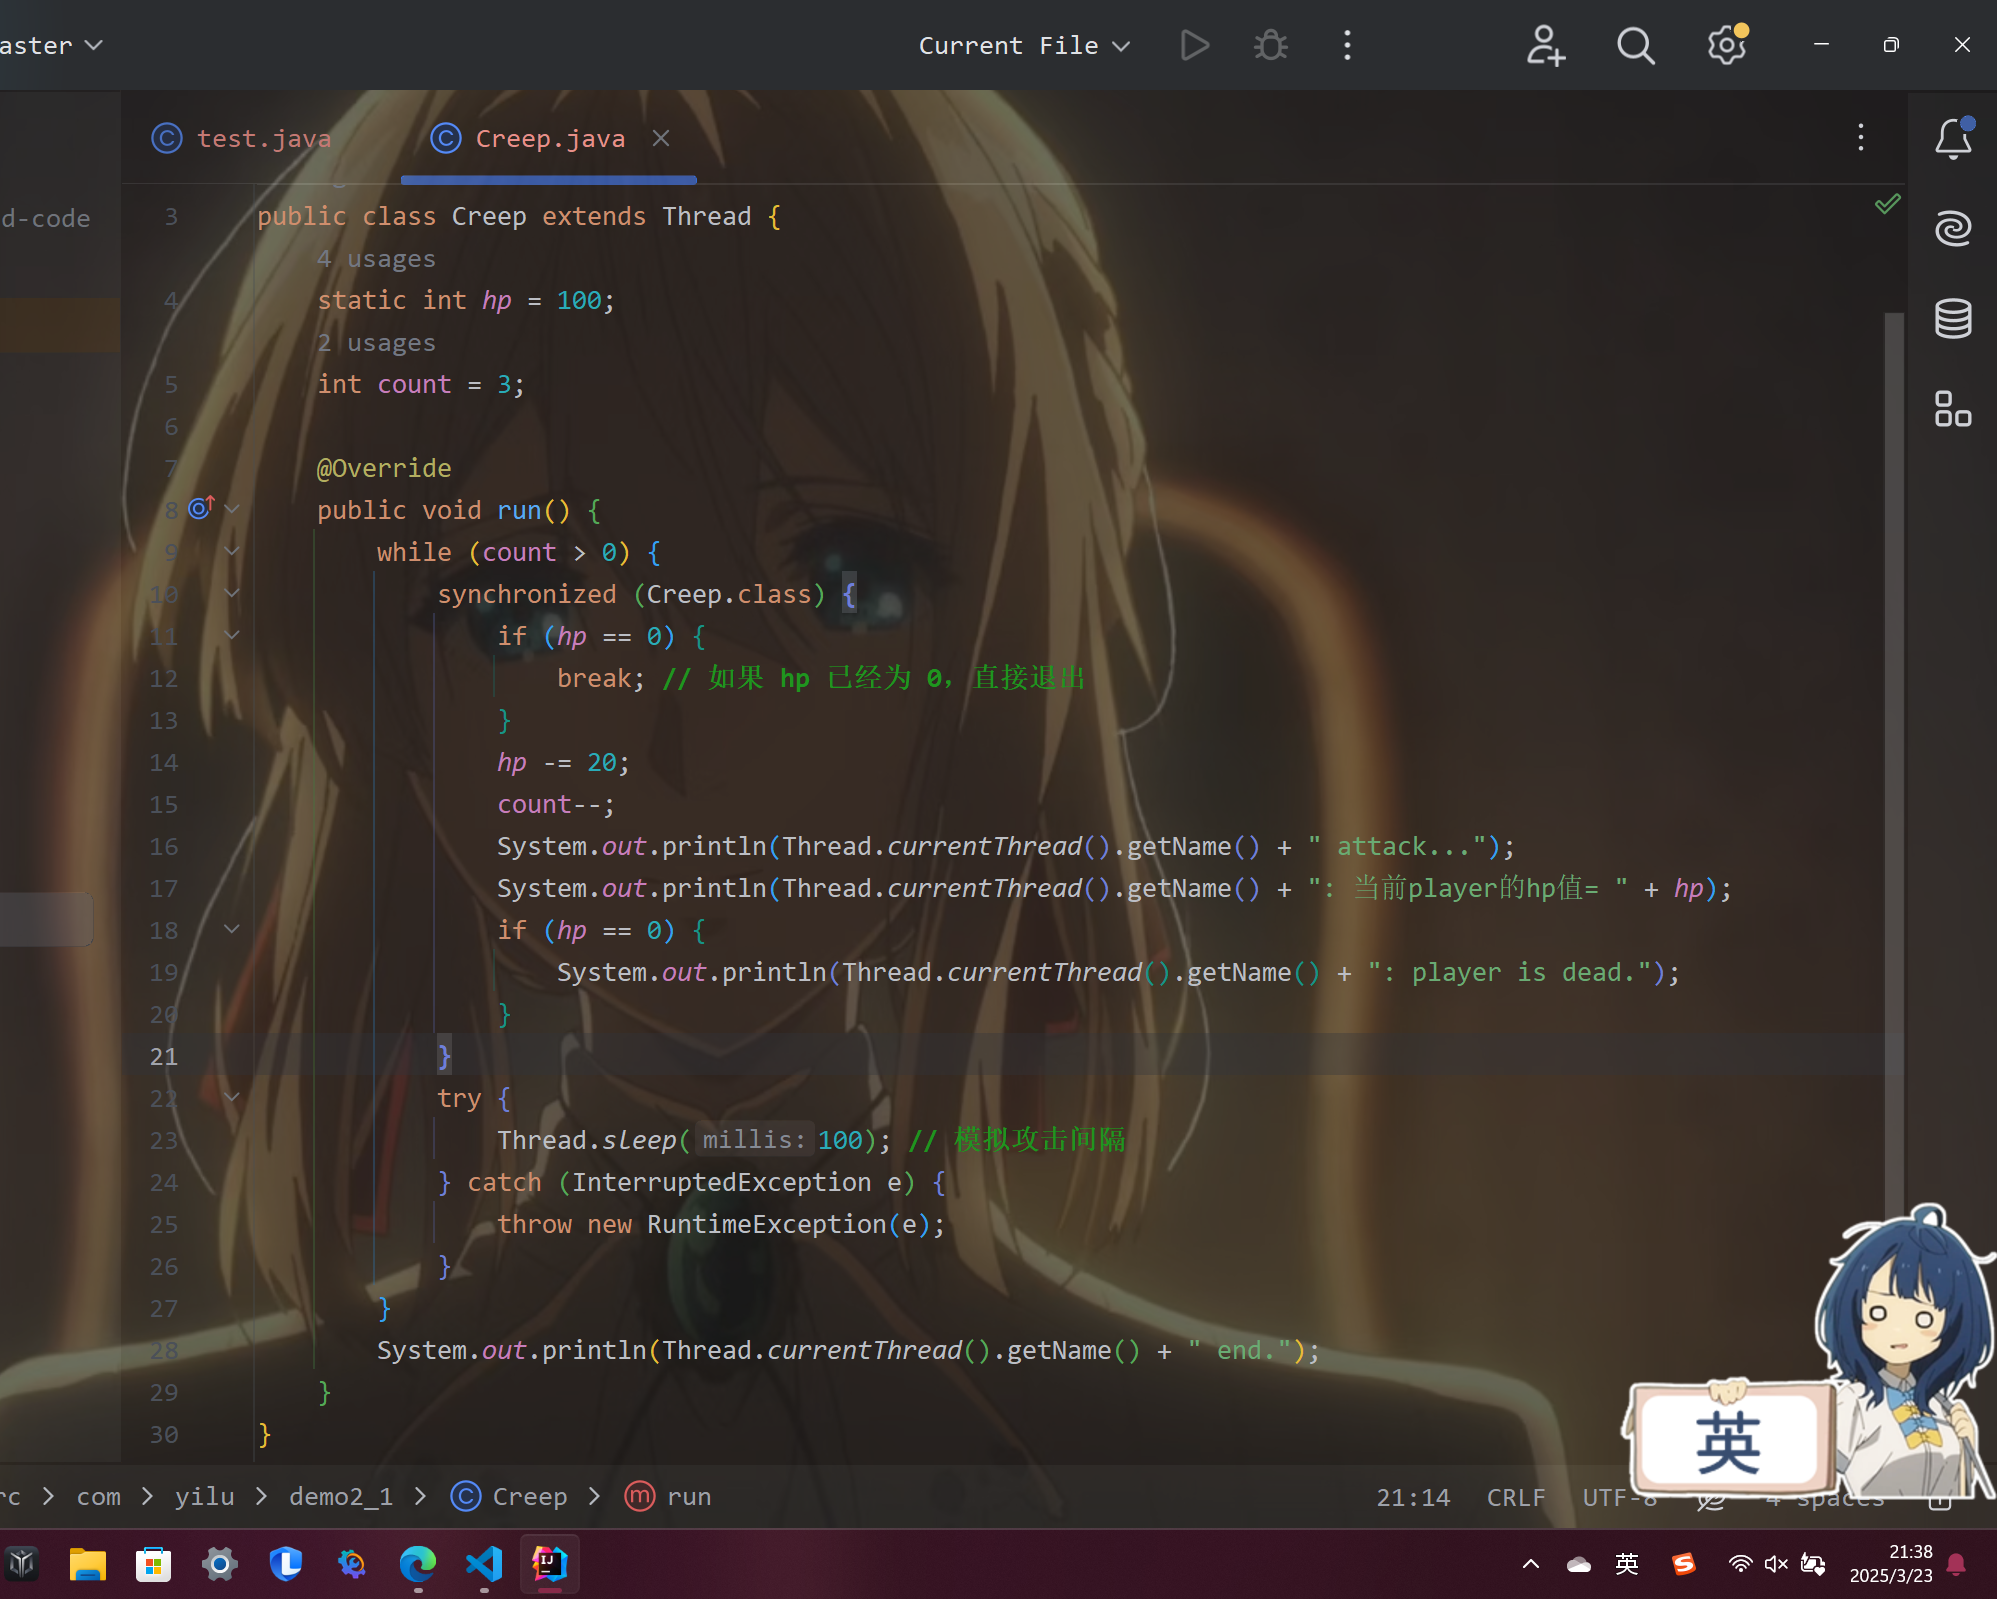 aster
Current File
test.java
Creep.java
d-code
3 public class Creep extends Thread {
4 usages
4 static int hp = 100;
2 usages
5 int count = 3;
6
7 @Override
8 public void run() {
9 while (count > 0) {
10 synchronized (Creep.class) {
11 if (hp == 0) {
12 break; // 如果 hp 已经为 0，直接退出
13 }
14 hp -= 20;
15 count--;
16 System.out.println(Thread.currentThread().getName() + " attack...");
17 System.out.println(Thread.currentThread().getName() + ": 当前player的hp值= " + hp);
18 if (hp == 0) {
19 System.out.println(Thread.currentThread().getName() + ": player is dead.");
20 }
21 }
22 try {
23 Thread.sleep( millis: 100); // 模拟攻击间隔
24 } catch (InterruptedException e) {
25 throw new RuntimeException(e);
26 }
27 }
28 System.out.println(Thread.currentThread().getName() + " end.");
29 }
30 }
英
rc > com > yilu > demo2_1 > Creep > run
21:14 CRLF UTF-8 4 spaces
英
21:38
2025/3/23